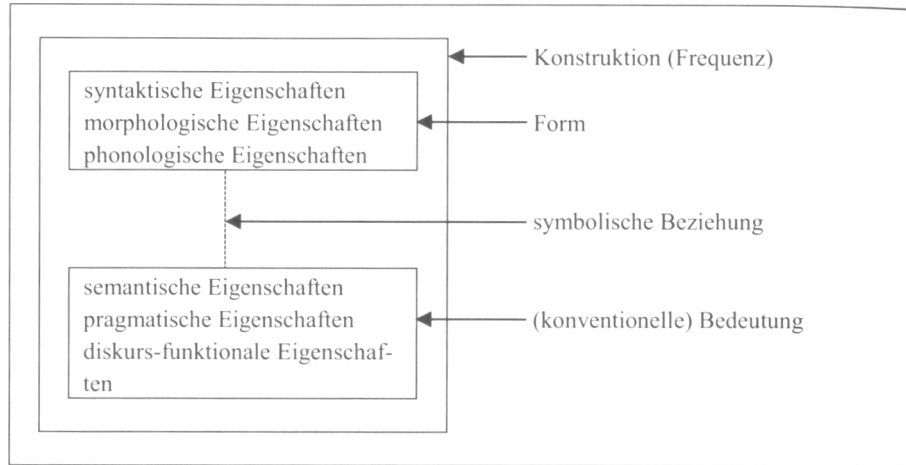 Konstruktion (Frequenz)
syntaktische Eigenschaften
morphologische Eigenschaften
phonologische Eigenschaften
Form
symbolische Beziehung
semantische Eigenschaften
pragmatische Eigenschaften
diskurs-funktionale Eigenschaf-
ten
(konventionelle) Bedeutung